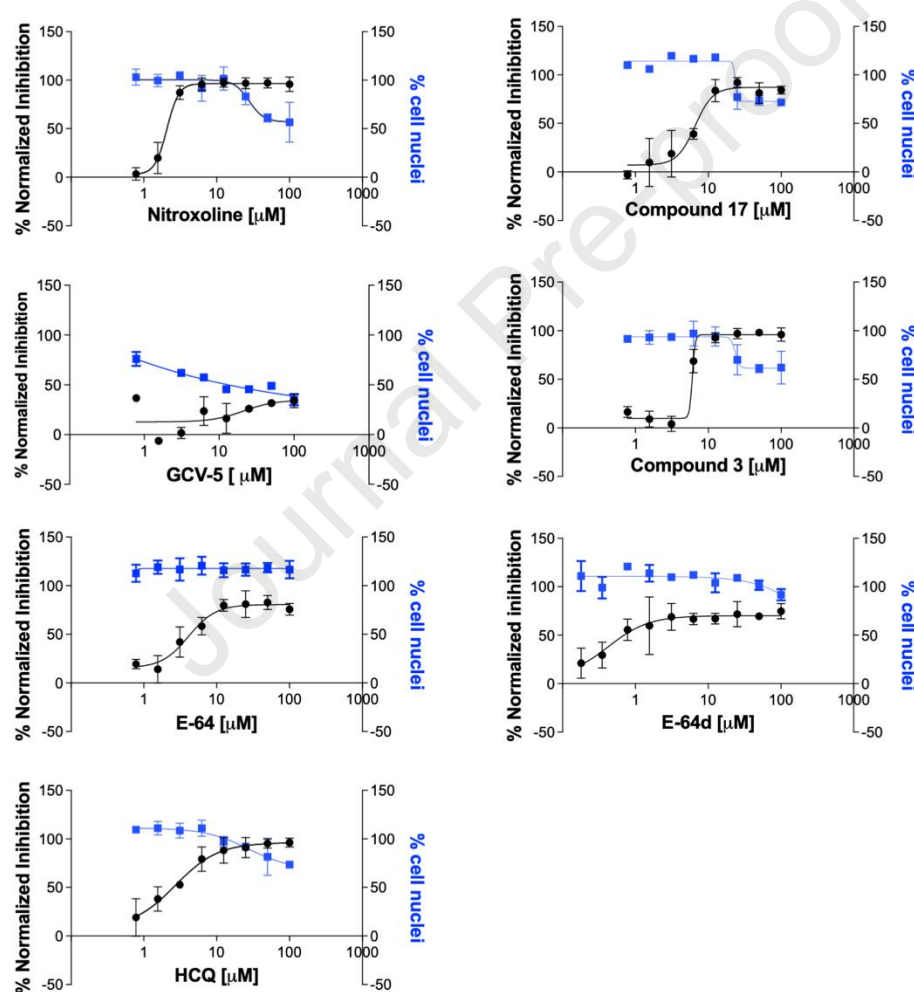 150 150
100 100
50 50
0 0
-50 -50
1 10 100 1000
% Normalized Inihibition
% cell nuclei
Nitroxoline [μM]
150 150
100 100
50 50
0 0
-50 -50
1 10 100 1000
% Normalized Inihibition
% cell nuclei
Compound 17 [μM]
150 150
100 100
50 50
0 0
-50 -50
1 10 100 1000
% Normalized Inihibition
% cell nuclei
GCV-5 [ μM]
150 150
100 100
50 50
0 0
-50 -50
1 10 100 1000
% Normalized Inihibition
% cell nuclei
Compound 3 [μM]
150 150
100 100
50 50
0 0
-50 -50
1 10 100 1000
% Normalized Inihibition
% cell nuclei
E-64 [μM]
150 150
100 100
50 50
0 0
-50 -50
1 10 100 1000
% Normalized inhibition
% cell nuclei
E-64d [μM]
150 150
100 100
50 50
0 0
-50 -50
1 10 100 1000
% Normalized Inihibition
% cell nuclei
HCQ [μM]
Journal Pre-proof